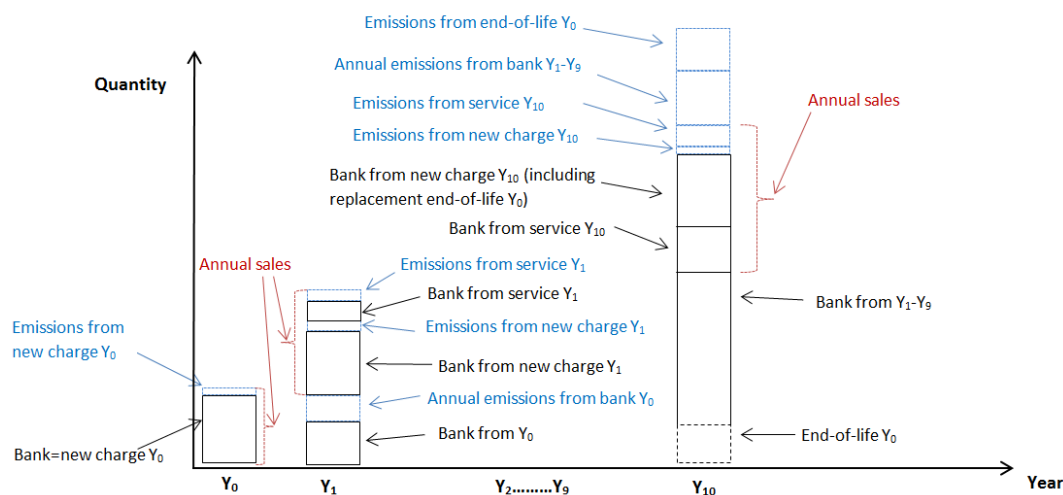 Emissions from end-of-life Y₀
Quantity
Annual emissions from bank Y₁-Y₉
Emissions from service Y₁₀
Annual sales
Emissions from new charge Y₁₀
Bank from new charge Y₁₀ (including
replacement end-of-life Y₀)
Bank from service Y₁₀
Annual sales
Emissions from service Y₁
Bank from service Y₁
Bank from Y₁-Y₉
Emissions from
new charge Y₀
Emissions from new charge Y₁
Bank from new charge Y₁
Annual emissions from bank Y₀
Bank from Y₀
End-of-life Y₀
Bank=new charge Y₀
Y₀
Y₁
Y₂.........Y₉
Y₁₀
Year